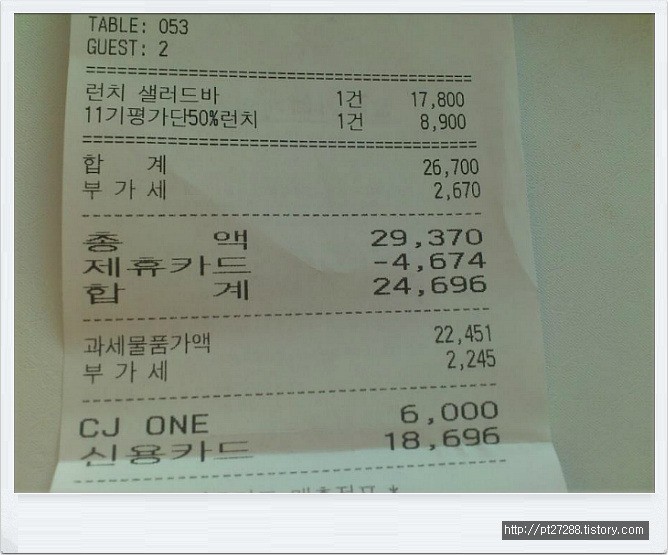 TABLE: 053
GUEST: 2
==========================================
런치 샐러드바 1건 17,800
11기평가단50%런치 1건 8,900
==========================================
합 계 26,700
부 가 세 2,670
------------------------------------------
총 액 29,370
제휴카드 -4,674
합 계 24,696
------------------------------------------
과세물품가액 22,451
부 가 세 2,245
------------------------------------------
CJ ONE 6,000
신용카드 18,696
------------------------------------------
http://pt27288.tistory.com